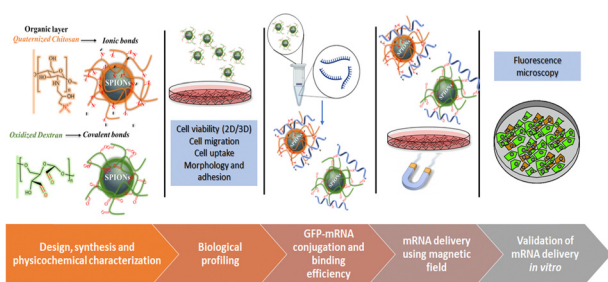 Organic layer
Quaternized Chitosan → Ionic bonds
SPIONs
Oxidized Dextran → Covalent bonds
SPIONs
Cell viability (2D/3D)
Cell migration
Cell uptake
Morphology and
adhesion
Fluorescence
microscopy
Design, synthesis and
physicochemical characterization
Biological
profiling
GFP-mRNA
conjugation and
binding
efficiency
mRNA delivery
using magnetic
field
Validation of
mRNA delivery
in vitro